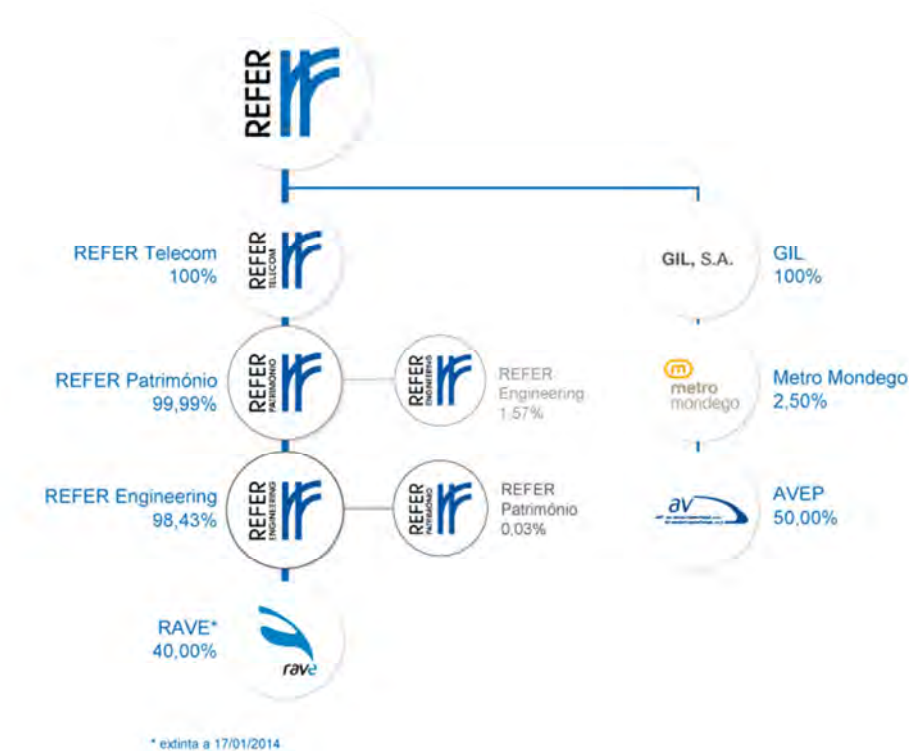 REFER
REFER Telecom
100%
REFER
TELECOM
GIL, S.A.
GIL
100%
REFER Património
99,99%
REFER
PATRIMÓNIO
REFER
ENGINEERING
REFER
Engineering
1,57%
m
metro
mondego
Metro Mondego
2,50%
REFER Engineering
98,43%
REFER
ENGINEERING
REFER
PATRIMÓNIO
REFER
Património
0,03%
av
AVEP
50,00%
RAVE*
40,00%
rave
* extinta a 17/01/2014